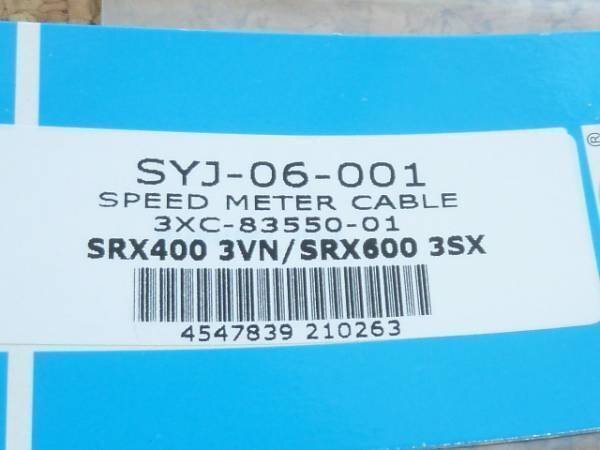 SYJ-06-001
SPEED METER CABLE
3XC-83550-01
SRX400 3VN/SRX600 3SX
4547839 210263
®